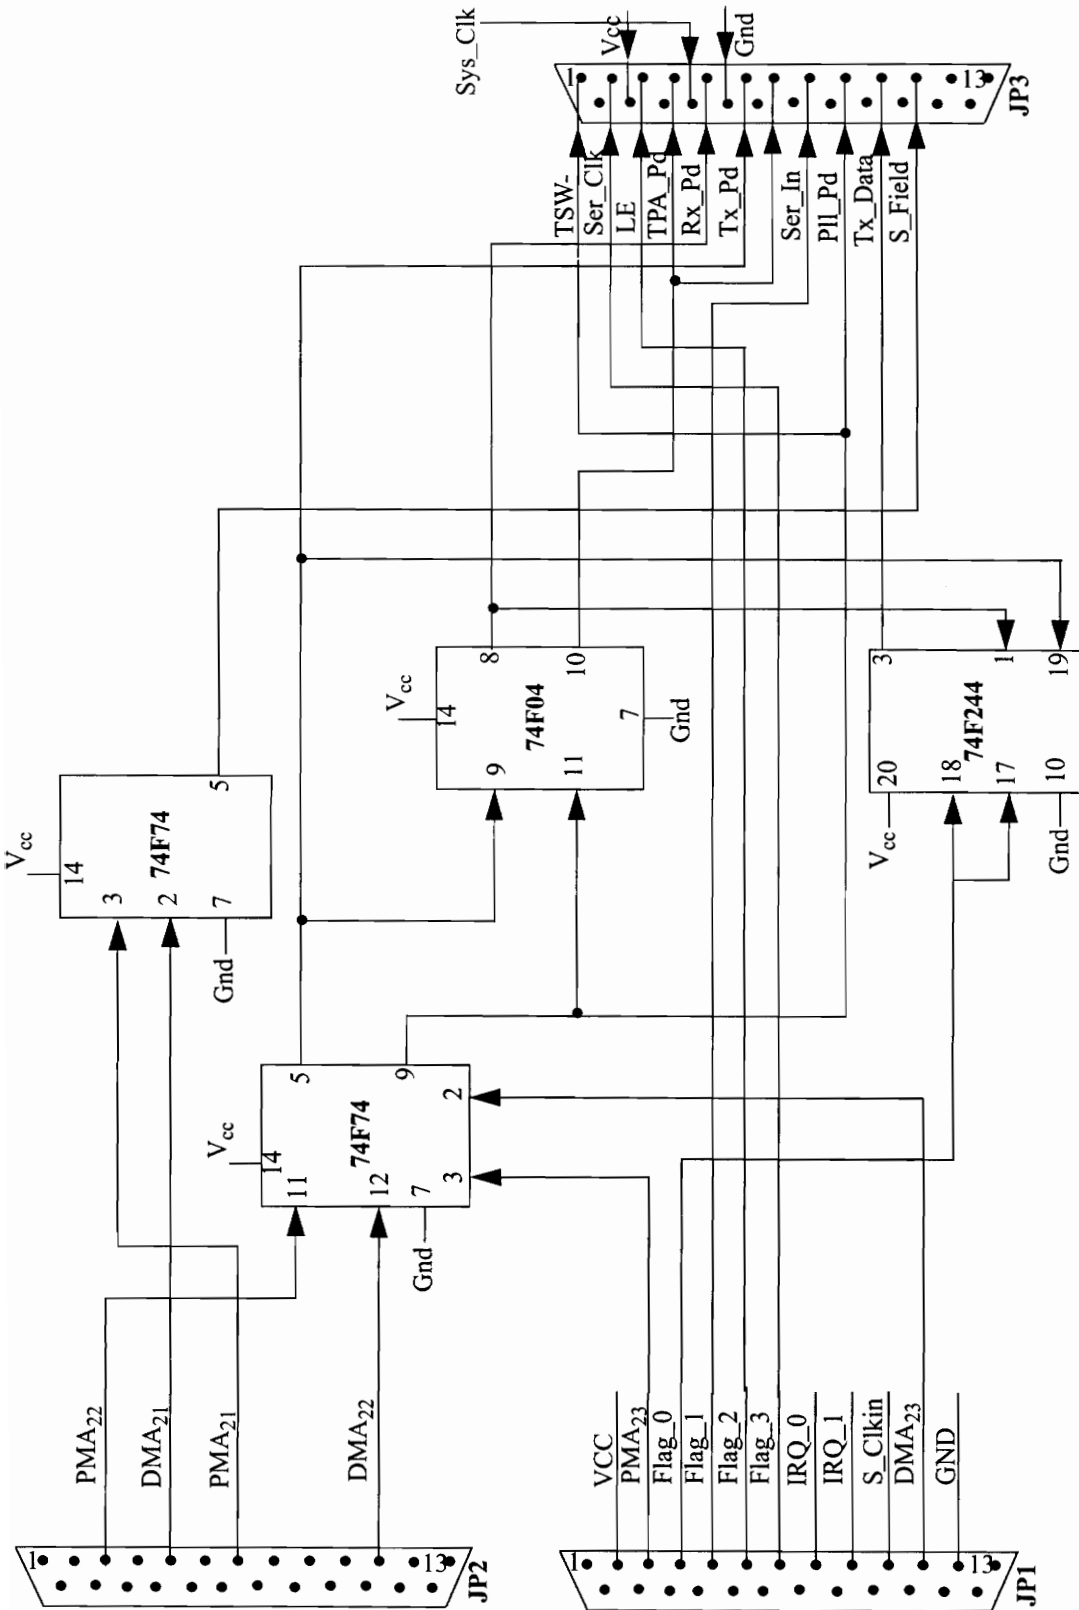 Sys_Clk
Vcc
Gnd
1
13
JP3
TSW-
Ser_Clk
LE
TPA_Pd
Rx_Pd
Tx_Pd
Ser_In
Pll_Pd
Tx_Data
S_Field
Vcc
14
3
2
7
5
74F74
Gnd
Vcc
14
9
11
7
8
10
74F04
Gnd
Vcc
20
18
17
10
3
1
19
74F244
Gnd
Vcc
14
11
12
7
5
9
3
2
74F74
Gnd
PMA22
DMA21
PMA21
DMA22
1
13
JP2
VCC
PMA23
Flag_0
Flag_1
Flag_2
Flag_3
IRQ_0
IRQ_1
S_Clkin
DMA23
GND
1
13
JP1